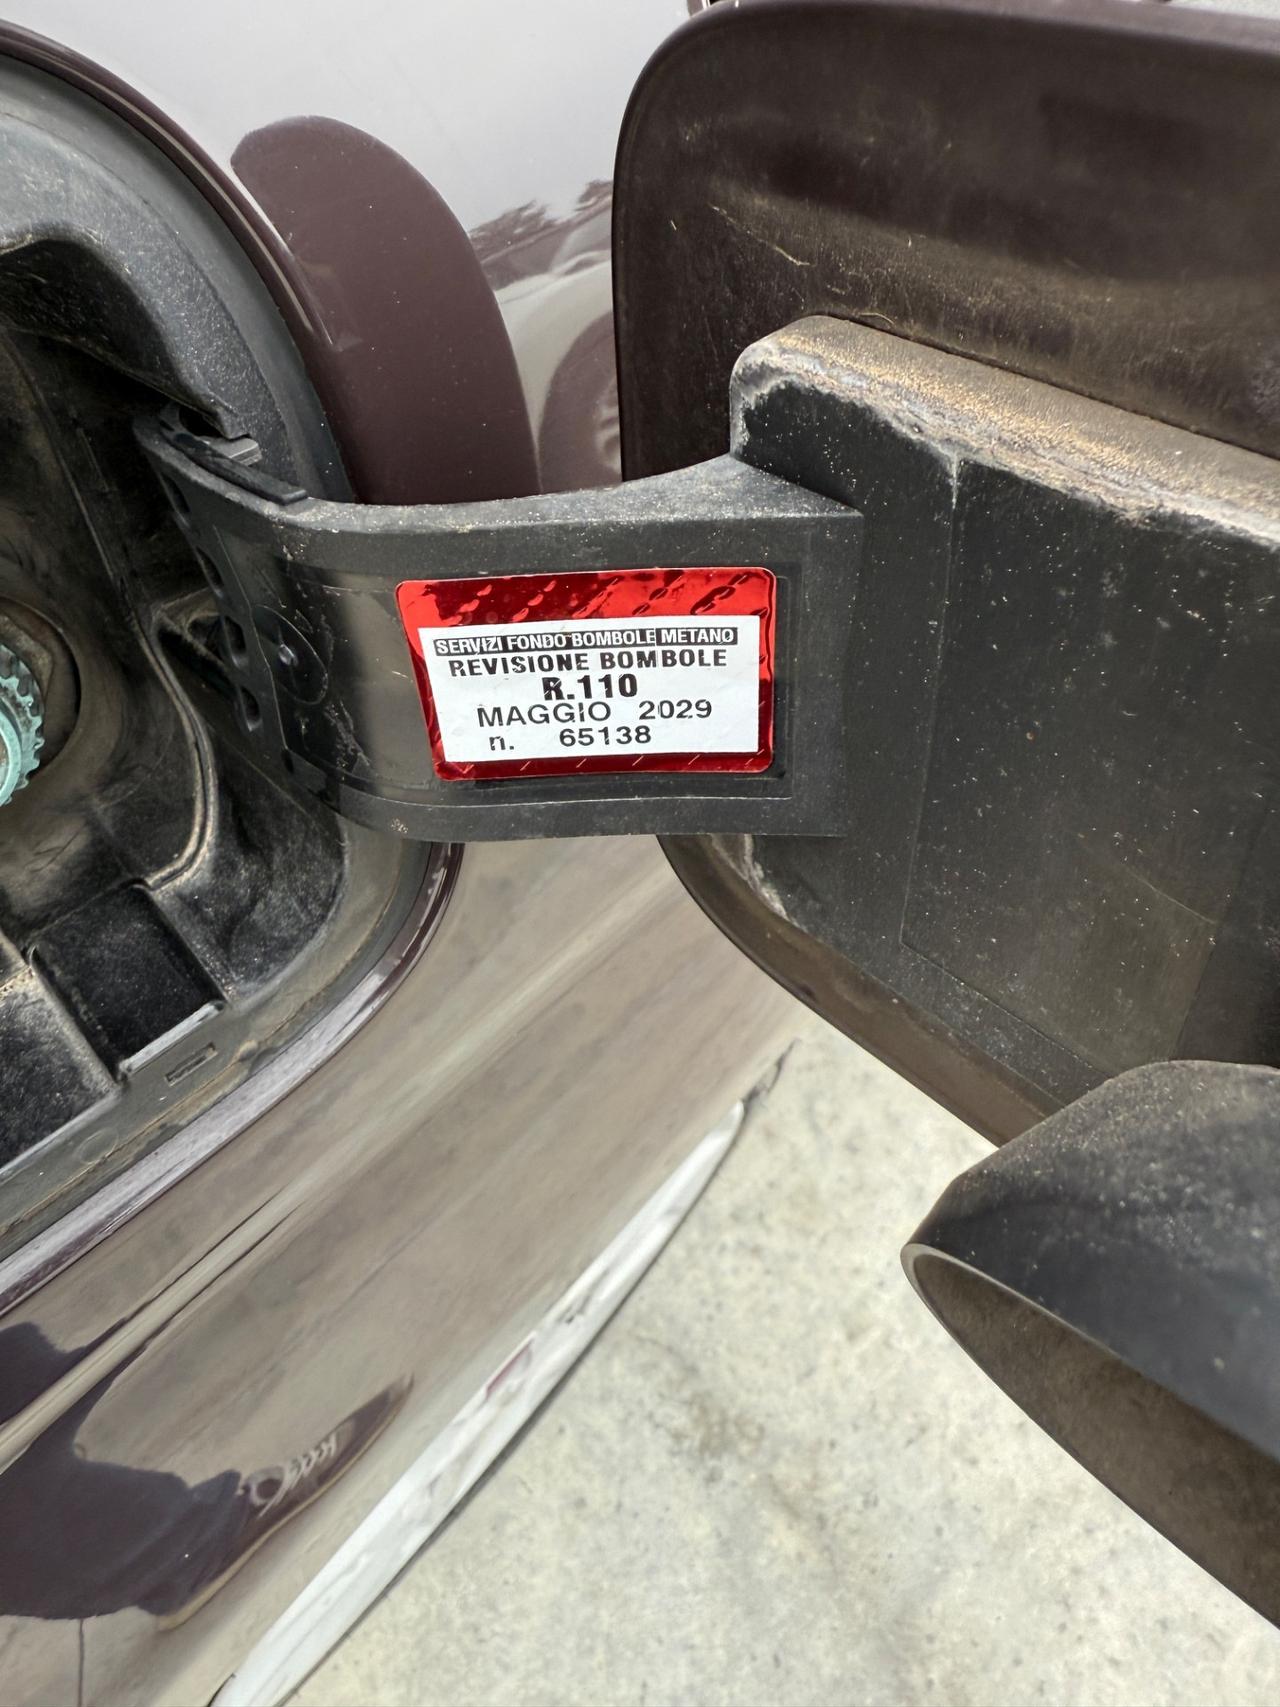 SERVIZI FONDO BOMBOLE METANO
REVISIONE BOMBOLE
R.110
MAGGIO 2029
n. 65138